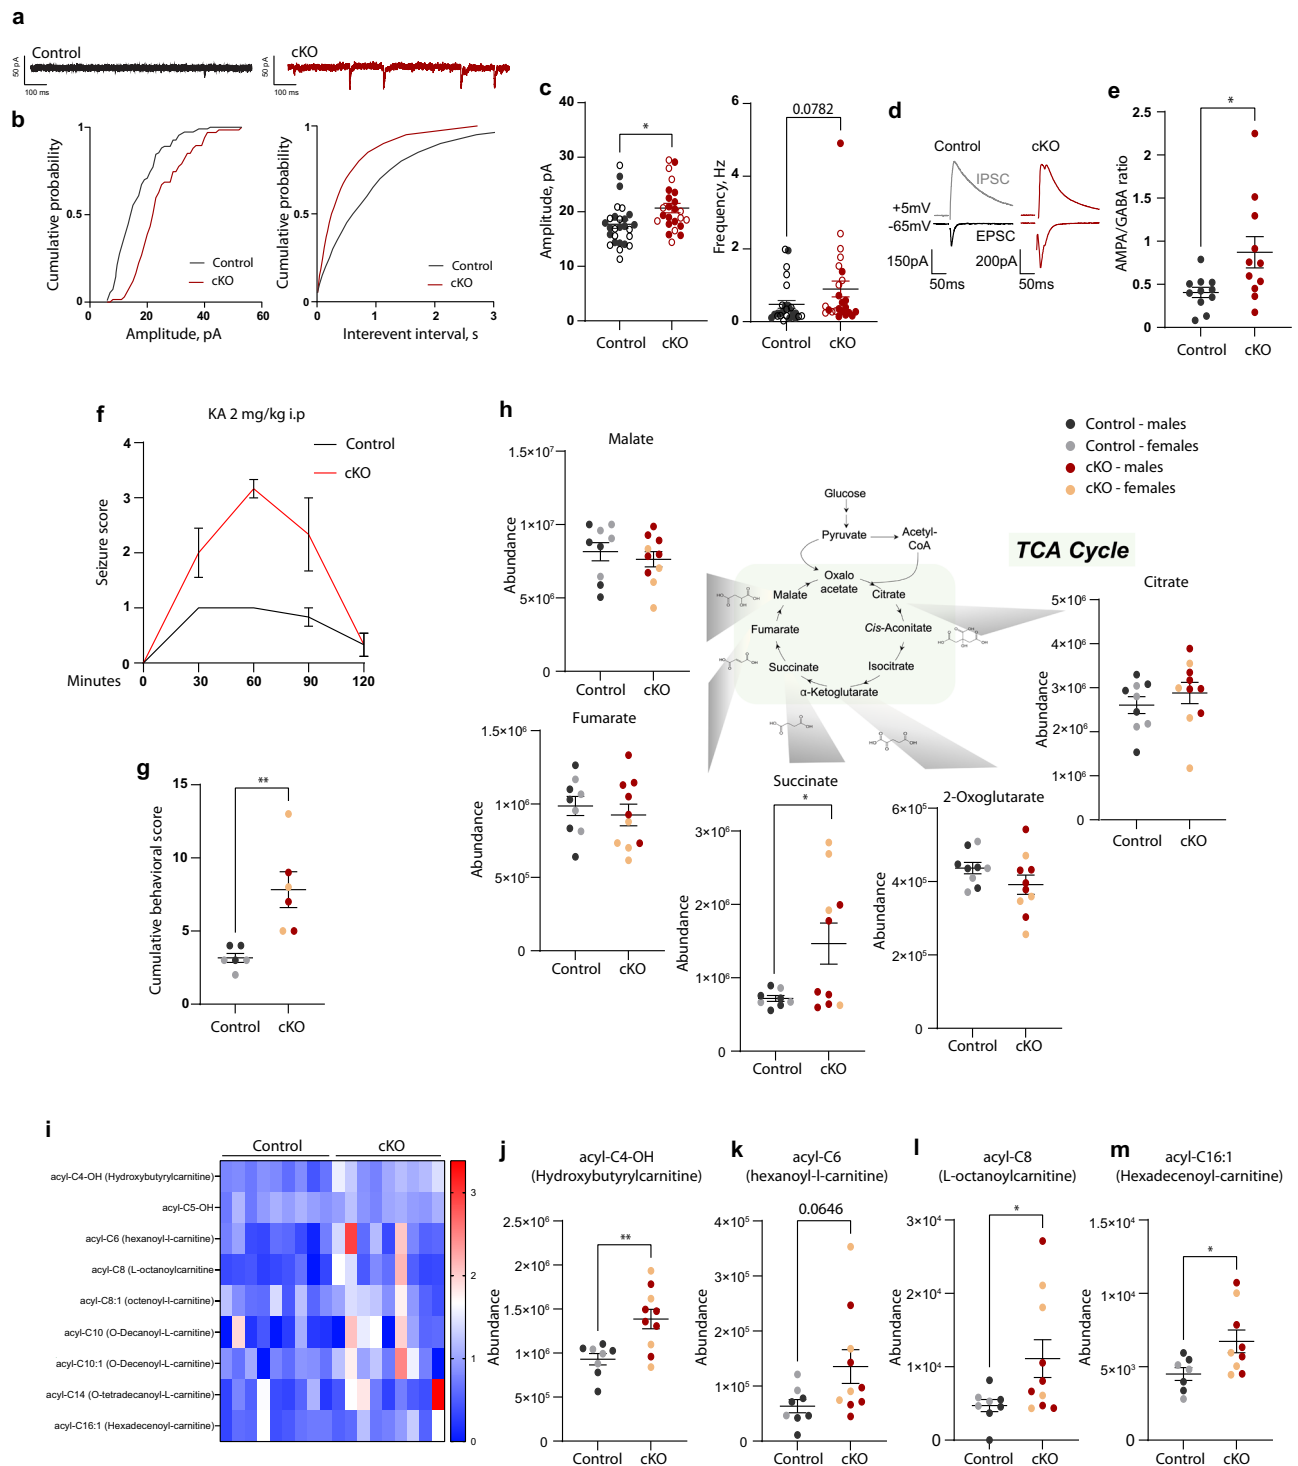 a
Control
50 pA
100 ms
cKO
50 pA
100 ms
b
Cumulative probability
1
0.5
0
0
20
40
60
Amplitude, pA
Control
cKO
Cumulative probability
1
0.5
0
0
1
2
3
Interevent interval, s
Control
cKO
c
Amplitude, pA
40
30
20
10
0
*
Control
cKO
Frequency, Hz
6
4
2
0
0.0782
Control
cKO
d
Control
cKO
IPSC
+5mV
-65mV
EPSC
150pA
50ms
200pA
50ms
e
AMPA/GABA ratio
2.5
2
1.5
1
0.5
0
*
Control
cKO
f
KA 2 mg/kg i.p
Control
cKO
Seizure score
4
3
2
1
0
Minutes
0
30
60
90
120
g
Cumulative behavioral score
15
10
5
0
**
Control
cKO
h
Control - males
Control - females
cKO - males
cKO - females
TCA Cycle
Malate
Abundance
1.5×10⁷
1×10⁷
5×10⁶
0
Control
cKO
Glucose
Pyruvate
Acetyl-
CoA
Oxalo
acetate
Malate
Citrate
Fumarate
Cis-Aconitate
Succinate
Isocitrate
α-Ketoglutarate
Fumarate
Abundance
1.5×10⁶
1×10⁶
5×10⁵
0
Control
cKO
Succinate
Abundance
3×10⁶
2×10⁶
1×10⁶
0
*
Control
cKO
2-Oxoglutarate
Abundance
6×10⁵
4×10⁵
2×10⁵
0
Control
cKO
Citrate
Abundance
5×10⁶
4×10⁶
3×10⁶
2×10⁶
1×10⁶
0
Control
cKO
i
Control
cKO
acyl-C4-OH (Hydroxybutyrylcarnitine)
acyl-C5-OH
acyl-C6 (hexanoyl-l-carnitine)
acyl-C8 (L-octanoylcarnitine
acyl-C8:1 (octenoyl-l-carnitine)
acyl-C10 (O-Decanoyl-L-carnitine)
acyl-C10:1 (O-Decenoyl-L-carnitine)
acyl-C14 (O-tetradecanoyl-L-carnitine)
acyl-C16:1 (Hexadecenoyl-carnitine)
3
2
1
0
j
acyl-C4-OH
(Hydroxybutyrylcarnitine)
Abundance
2.5×10⁶
2×10⁶
1.5×10⁶
1×10⁶
5×10⁵
0
**
Control
cKO
k
acyl-C6
(hexanoyl-l-carnitine)
Abundance
4×10⁵
3×10⁵
2×10⁵
1×10⁵
0
0.0646
Control
cKO
l
acyl-C8
(L-octanoylcarnitine)
Abundance
3×10⁴
2×10⁴
1×10⁴
0
*
Control
cKO
m
acyl-C16:1
(Hexadecenoyl-carnitine)
Abundance
1.5×10⁴
1×10⁴
5×10³
0
*
Control
cKO